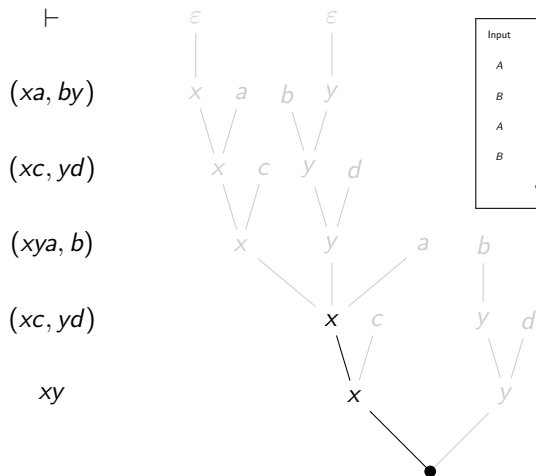 ⊢ ε ε
Input
(xa, by) x a b y
A
B
(xc, yd) x c y d
A
B
(xya, b) x y a b
(xc, yd) x c y d
xy x y